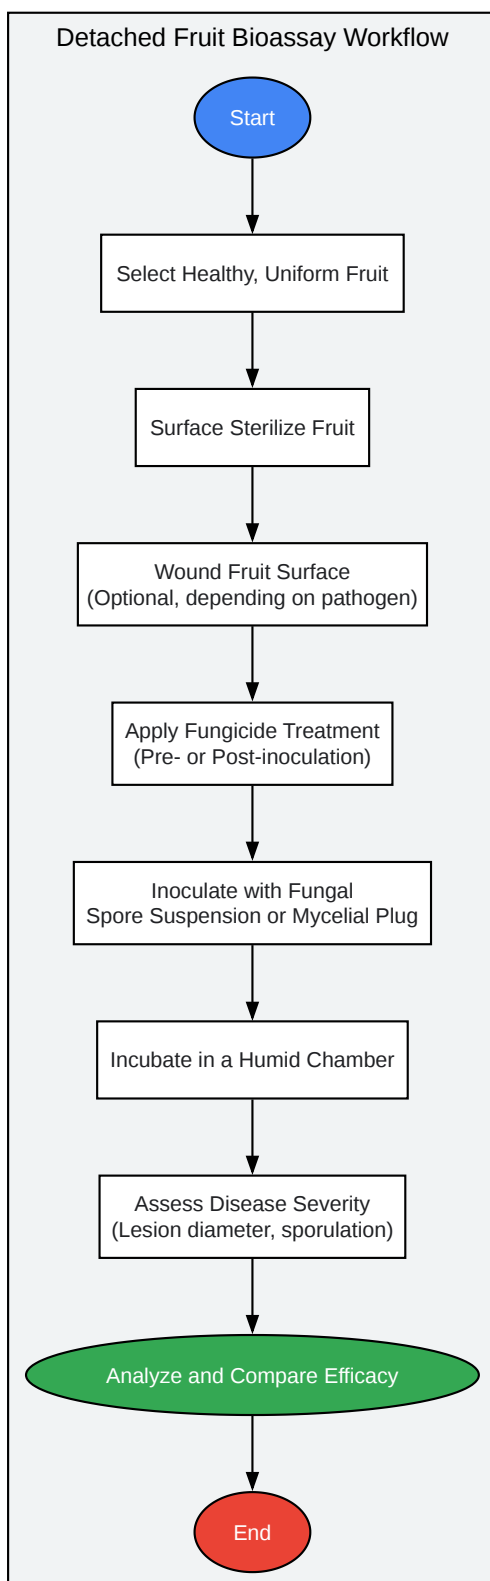 Detached Fruit Bioassay Workflow
Start
Select Healthy, Uniform Fruit
Surface Sterilize Fruit
Wound Fruit Surface
(Optional, depending on pathogen)
Apply Fungicide Treatment
(Pre- or Post-inoculation)
Inoculate with Fungal
Spore Suspension or Mycelial Plug
Incubate in a Humid Chamber
Assess Disease Severity
(Lesion diameter, sporulation)
Analyze and Compare Efficacy
End